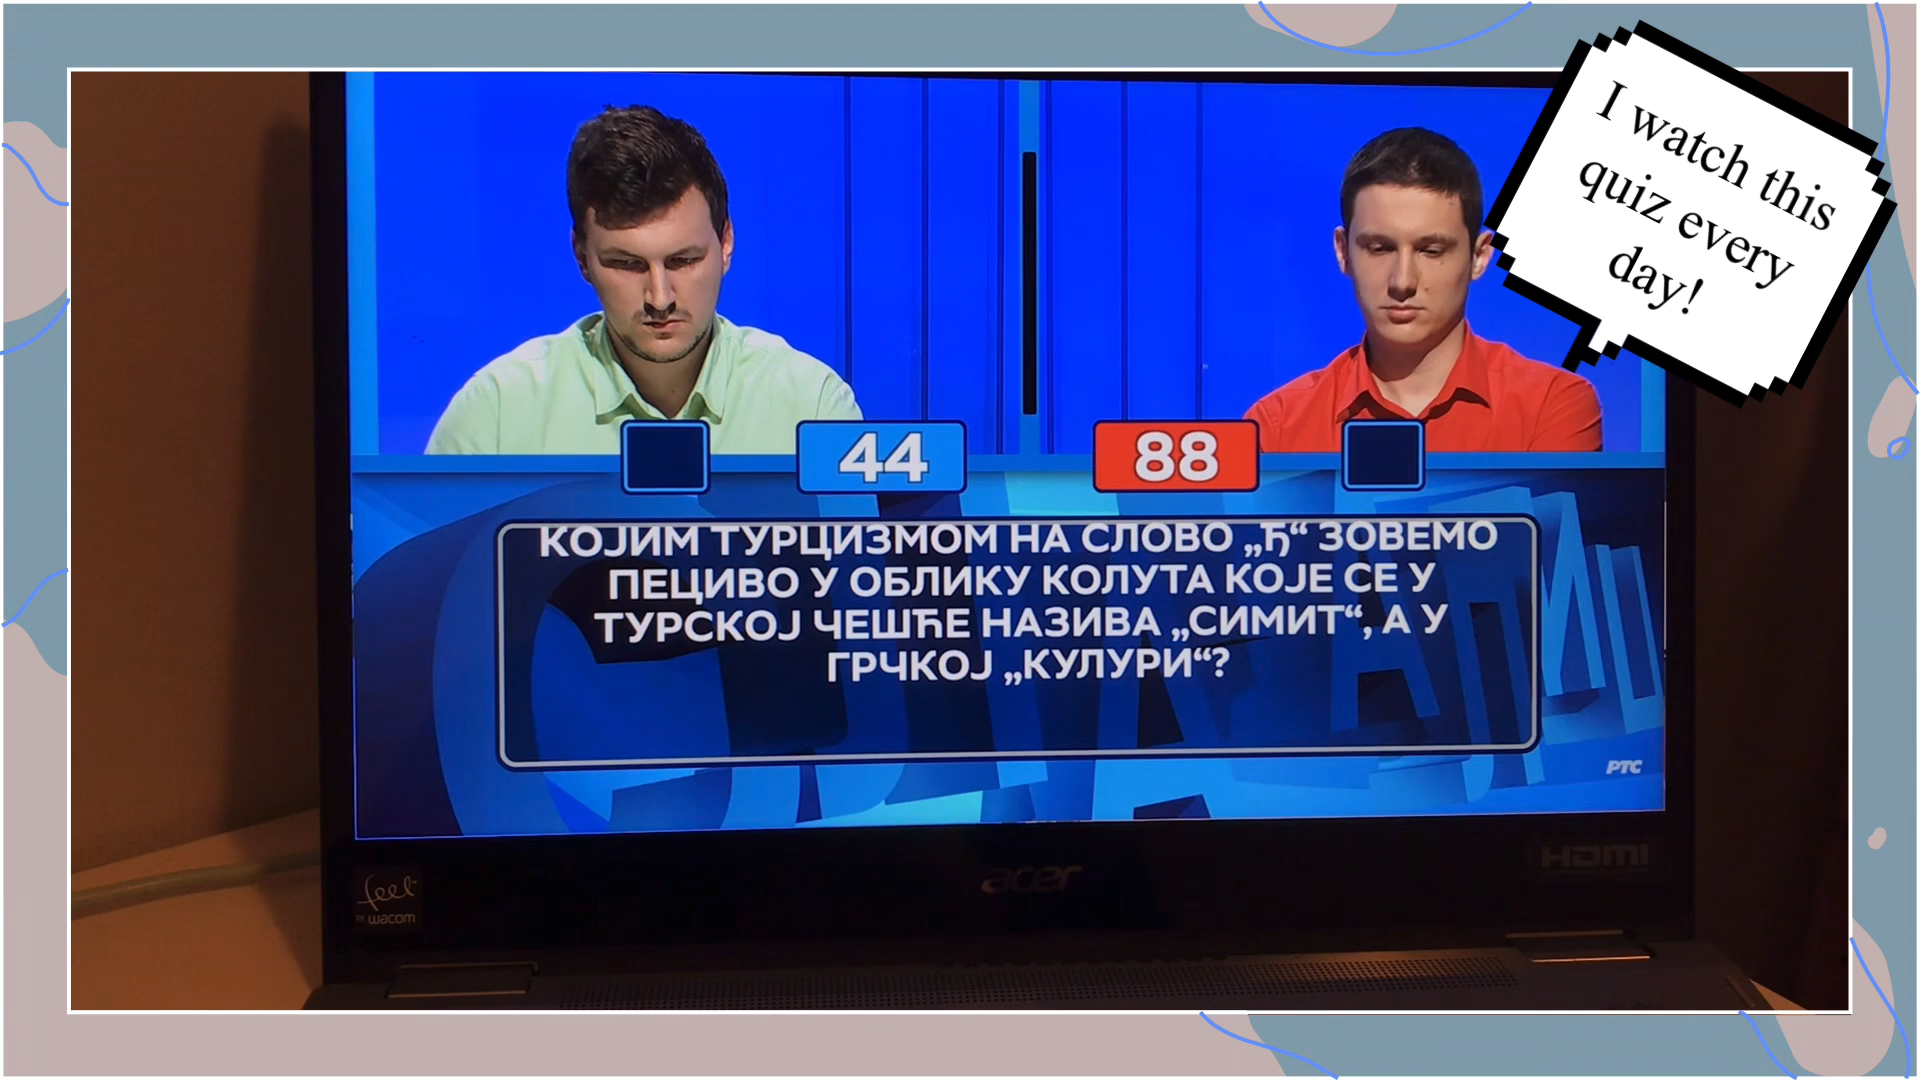 I watch this
quiz every
day!
44
88
КОЈИМ ТУРЦИЗМОМ НА СЛОВО „Ђ“ ЗОВЕМО
ПЕЦИВО У ОБЛИКУ КОЛУТА КОЈЕ СЕ У
ТУРСКОЈ ЧЕШЋЕ НАЗИВА „СИМИТ“, А У
ГРЧКОЈ „КУЛУРИ“?
РТС
acer
HDMI
feel
BY wacom